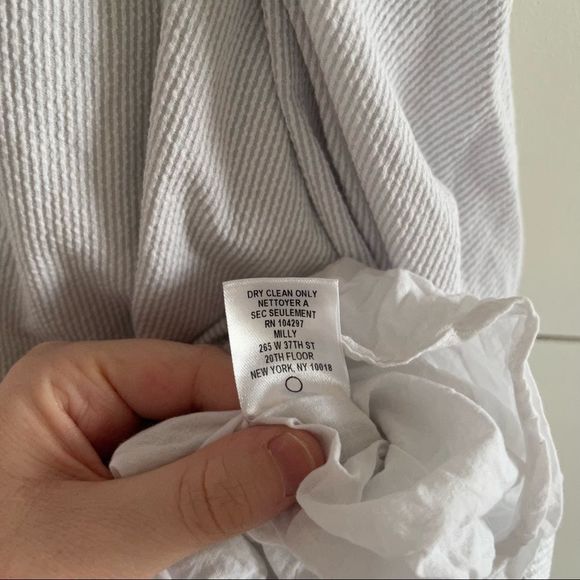 DRY CLEAN ONLY
NETTOYER A
SEC SEULEMENT
RN 104297
MILLY
265 W 37TH ST
20TH FLOOR
NEW YORK, NY 10018